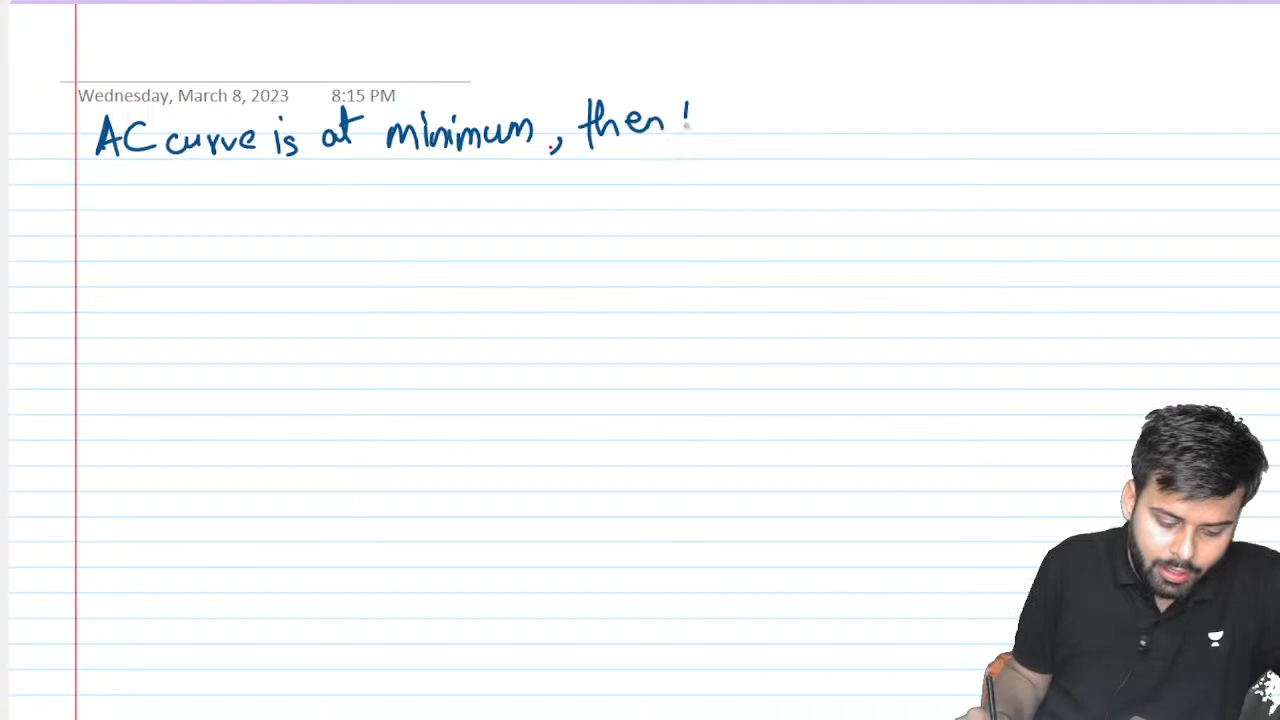 Wednesday, March 8, 2023 8:15 PM
AC curve is at minimum, then !